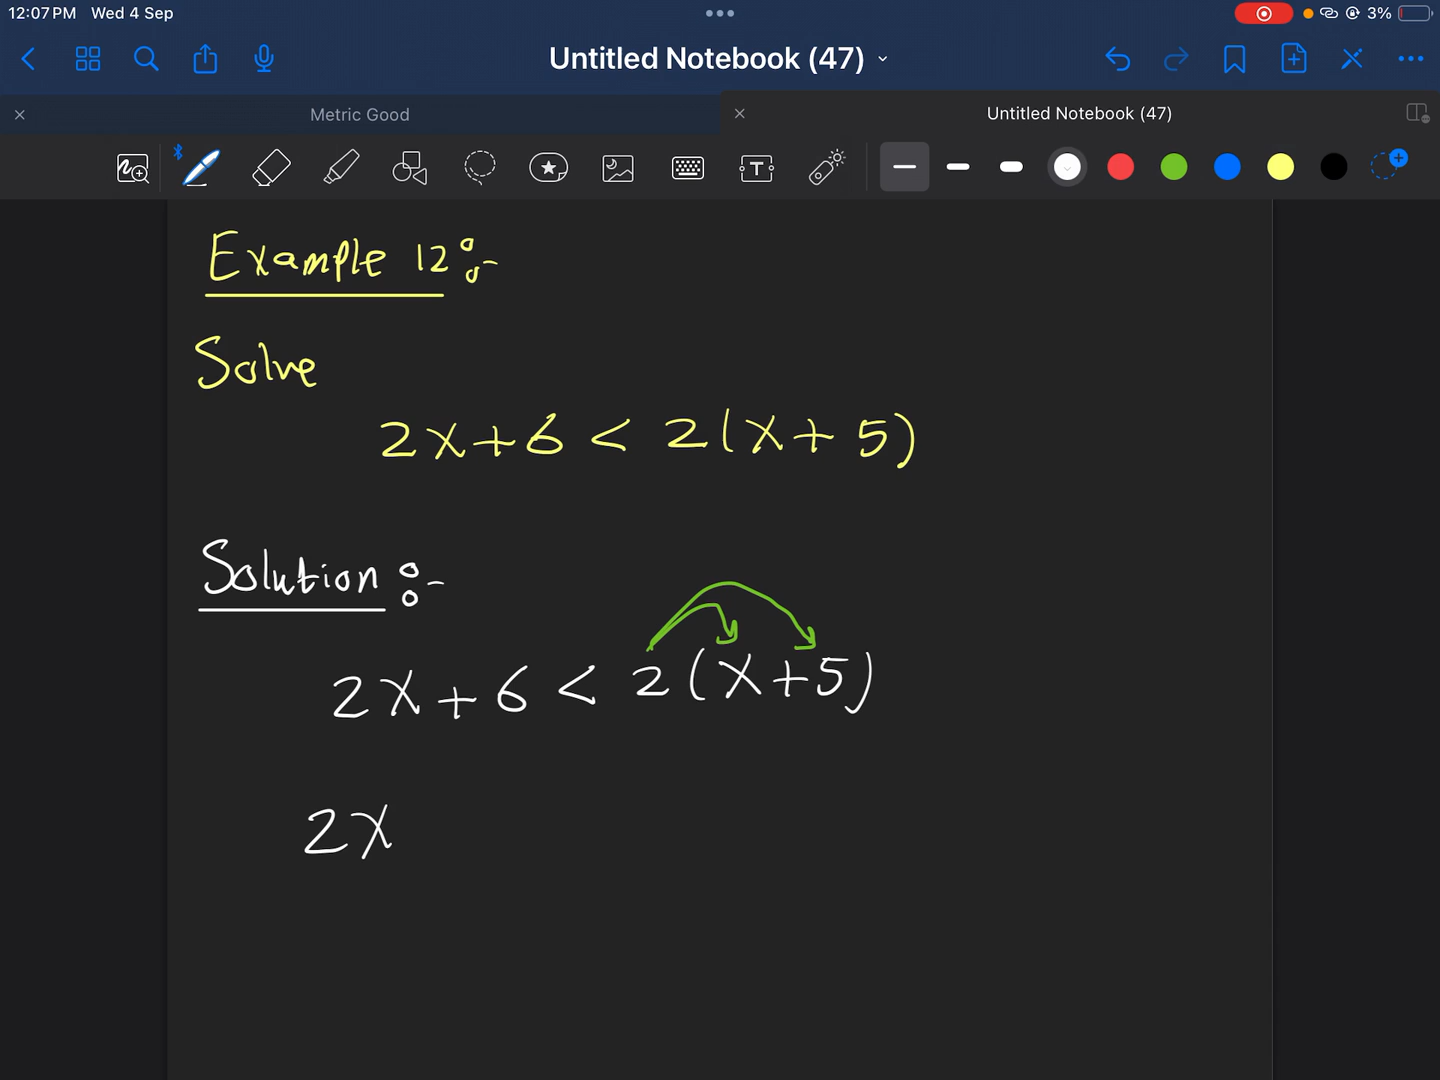 12:07 PM Wed 4 Sep 3%
Untitled Notebook (47)
Metric Good
Untitled Notebook (47)
T
Example 12:-
Solve
2x+6 < 2(x+5)
Solution:-
2x+6 < 2(x+5)
2x